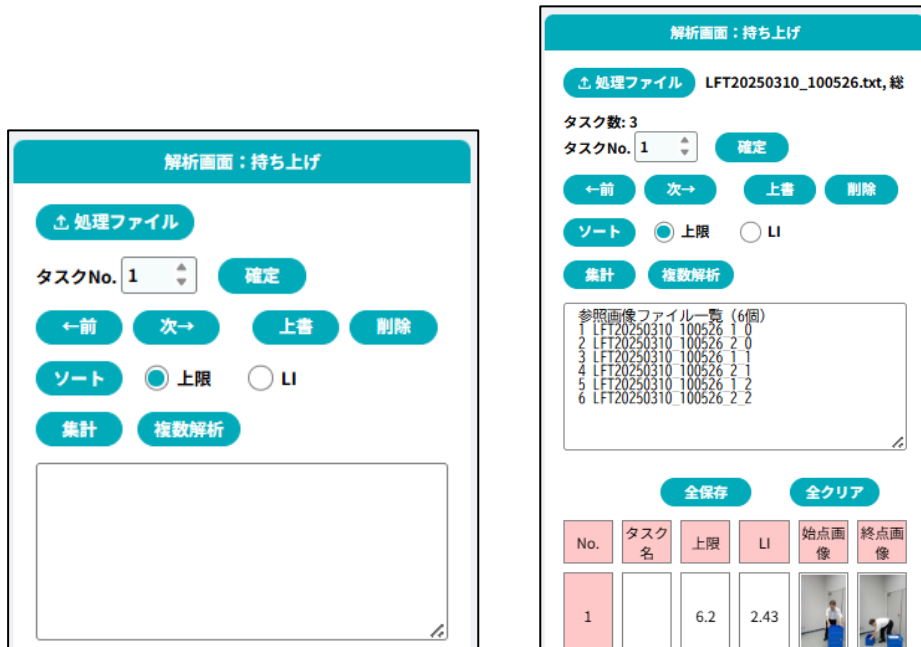 解析画面：持ち上げ
処理ファイル
タスクNo. 1 確定
←前 次→ 上書 削除
ソート 上限 LI
集計 複数解析
解析画面：持ち上げ
処理ファイル LFT20250310_100526.txt, 総
タスク数: 3
タスクNo. 1 確定
←前 次→ 上書 削除
ソート 上限 LI
集計 複数解析
参照画像ファイル一覧（6個）
1 LFT20250310_100526_1_0
2 LFT20250310_100526_2_0
3 LFT20250310_100526_1_1
4 LFT20250310_100526_2_1
5 LFT20250310_100526_1_2
6 LFT20250310_100526_2_2
全保存 全クリア
No. タスク名 上限 LI 始点画像 終点画像
1 6.2 2.43